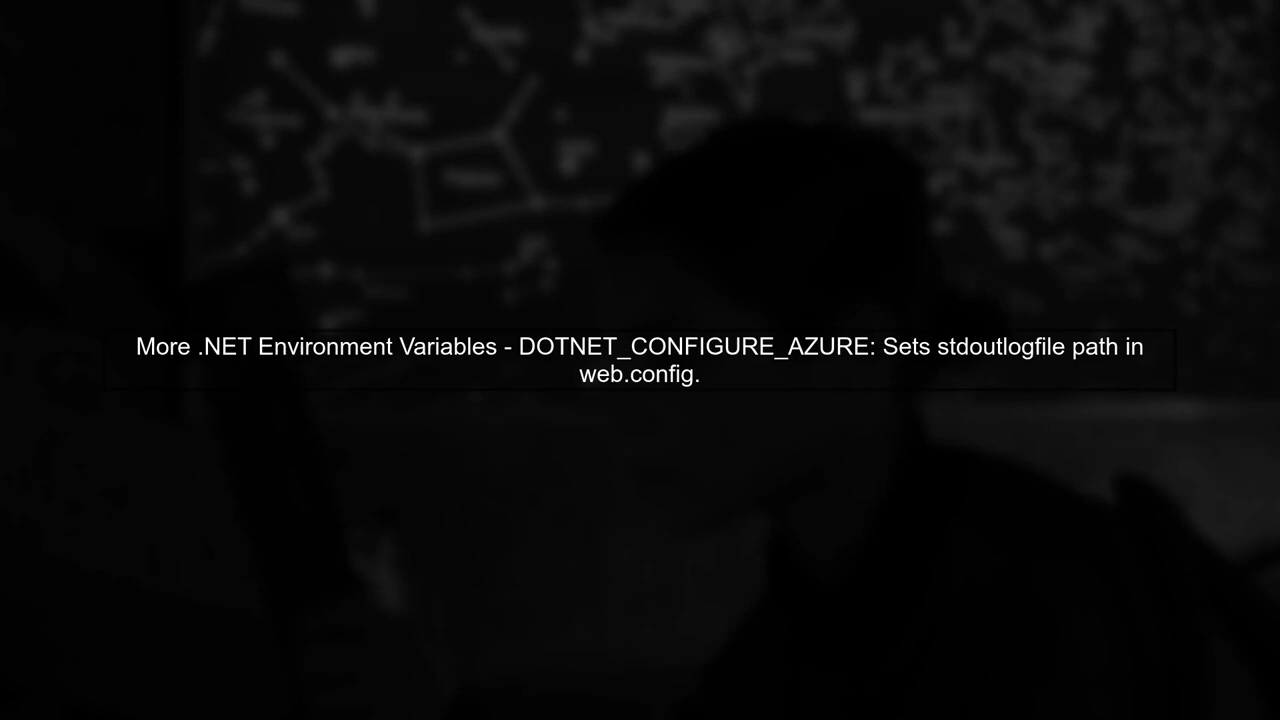 More .NET Environment Variables - DOTNET_CONFIGURE_AZURE: Sets stdoutlogfile path in
web.config.